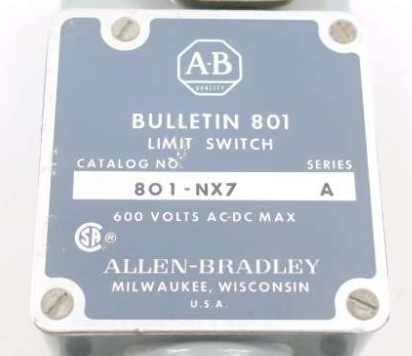 A-B
QUALITY
BULLETIN 801
LIMIT SWITCH
CATALOG NO. SERIES
801-NX7 A
600 VOLTS AC-DC MAX
SA ®
ALLEN-BRADLEY
MILWAUKEE, WISCONSIN
U.S.A.